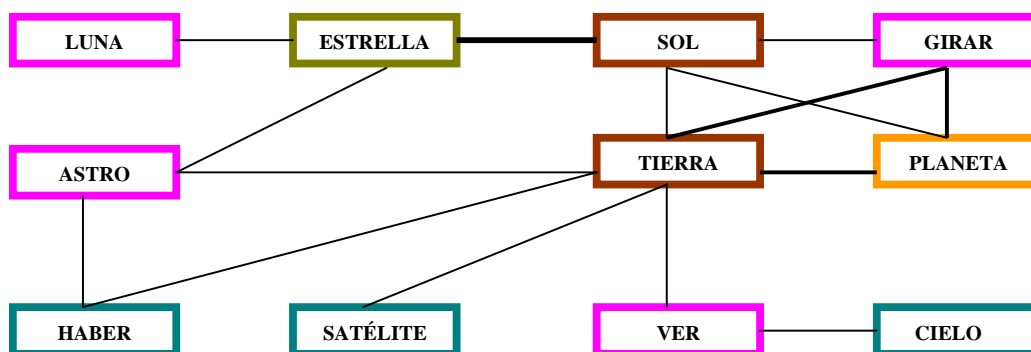 LUNA
ESTRELLA
SOL
GIRAR
ASTRO
TIERRA
PLANETA
HABER
SATÉLITE
VER
CIELO